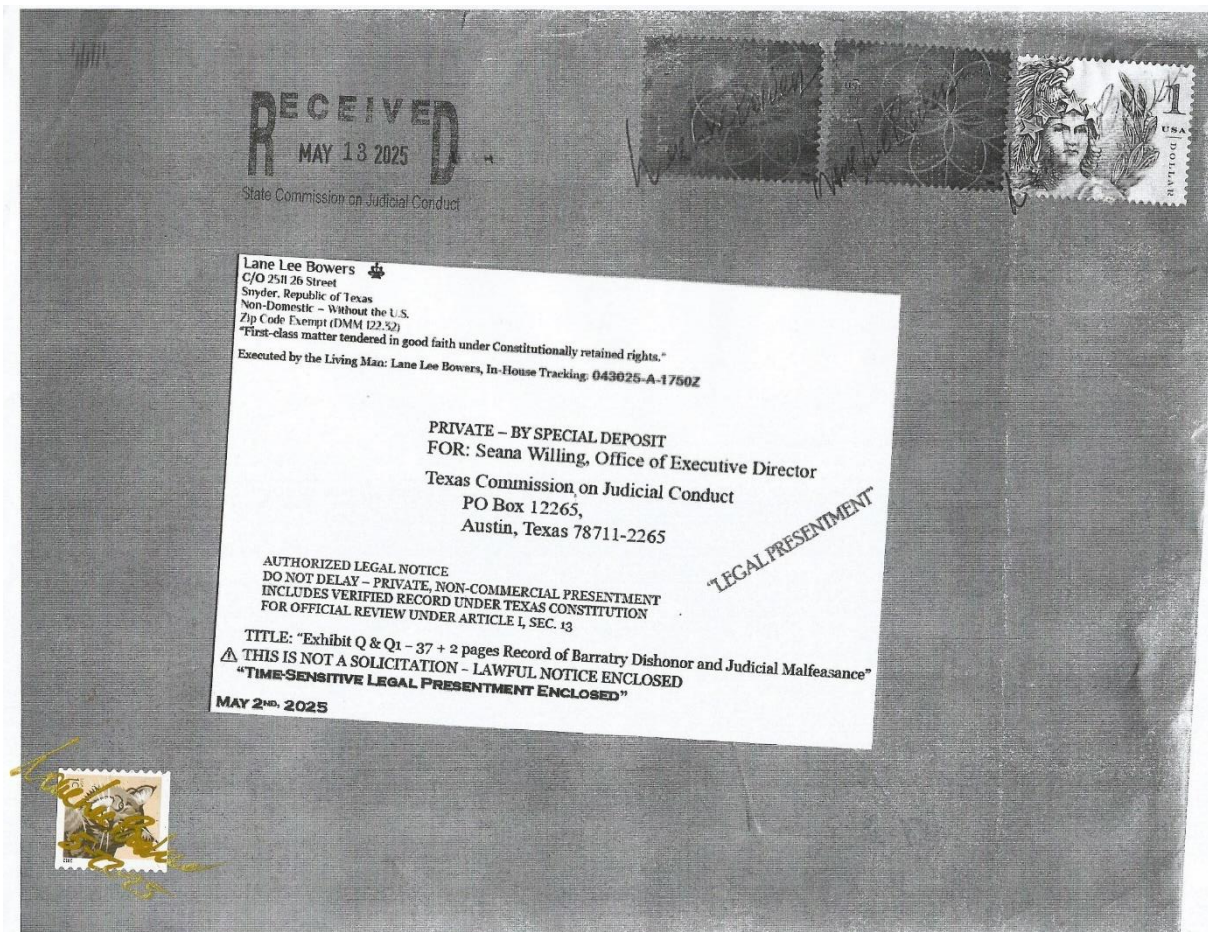 RECEIVED
MAY 13 2025
State Commission on Judicial Conduct
1
USA
DOLLAR
Lane Lee Bowers
C/O 2511 26 Street
Snyder, Republic of Texas
Non-Domestic – Without the U.S.
Zip Code Exempt (DMM 122.32)
"First-class matter tendered in good faith under Constitutionally retained rights."
Executed by the Living Man: Lane Lee Bowers, In-House Tracking: 043025-A-1750Z
PRIVATE – BY SPECIAL DEPOSIT
FOR: Seana Willing, Office of Executive Director
Texas Commission on Judicial Conduct
PO Box 12265,
Austin, Texas 78711-2265
"LEGAL PRESENTMENT"
AUTHORIZED LEGAL NOTICE
DO NOT DELAY – PRIVATE, NON-COMMERCIAL PRESENTMENT
INCLUDES VERIFIED RECORD UNDER TEXAS CONSTITUTION
FOR OFFICIAL REVIEW UNDER ARTICLE I, SEC. 13
TITLE: "Exhibit Q & Q1 – 37 + 2 pages Record of Barratry Dishonor and Judicial Malfeasance"
⚠ THIS IS NOT A SOLICITATION – LAWFUL NOTICE ENCLOSED
"TIME-SENSITIVE LEGAL PRESENTMENT ENCLOSED"
MAY 2ND, 2025